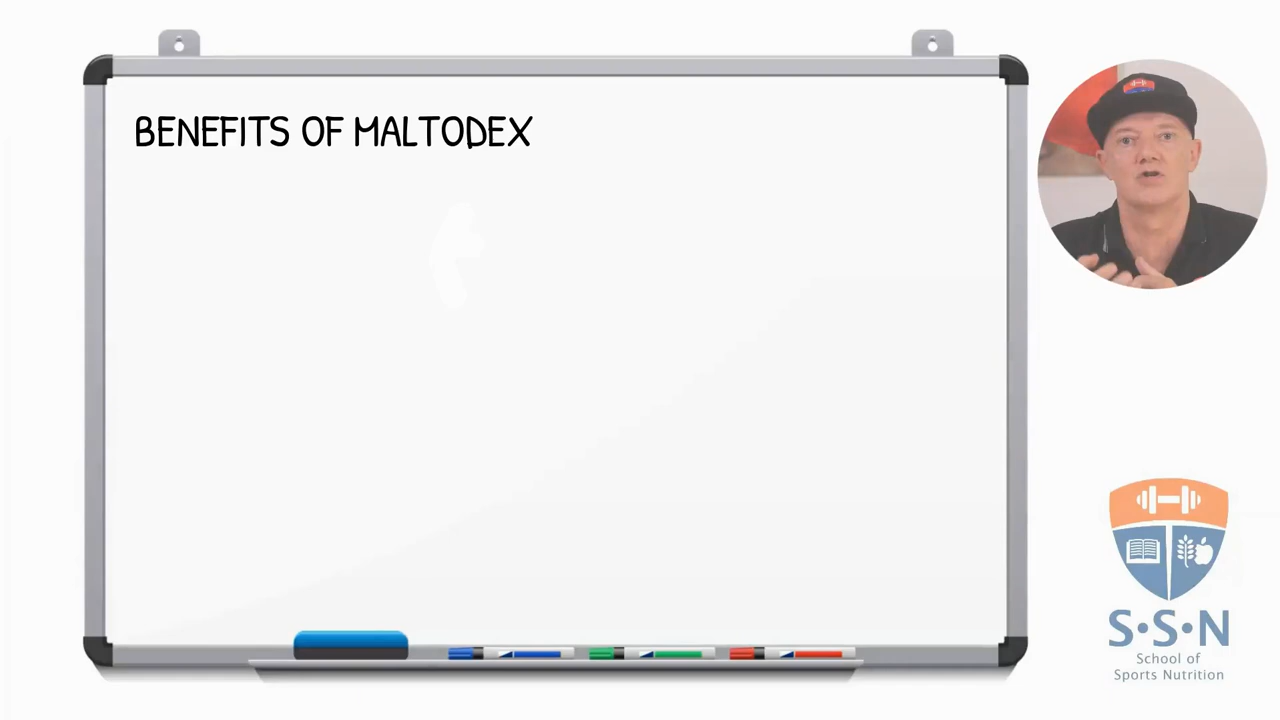 BENEFITS OF MALTODEX
S·S·N
School of
Sports Nutrition